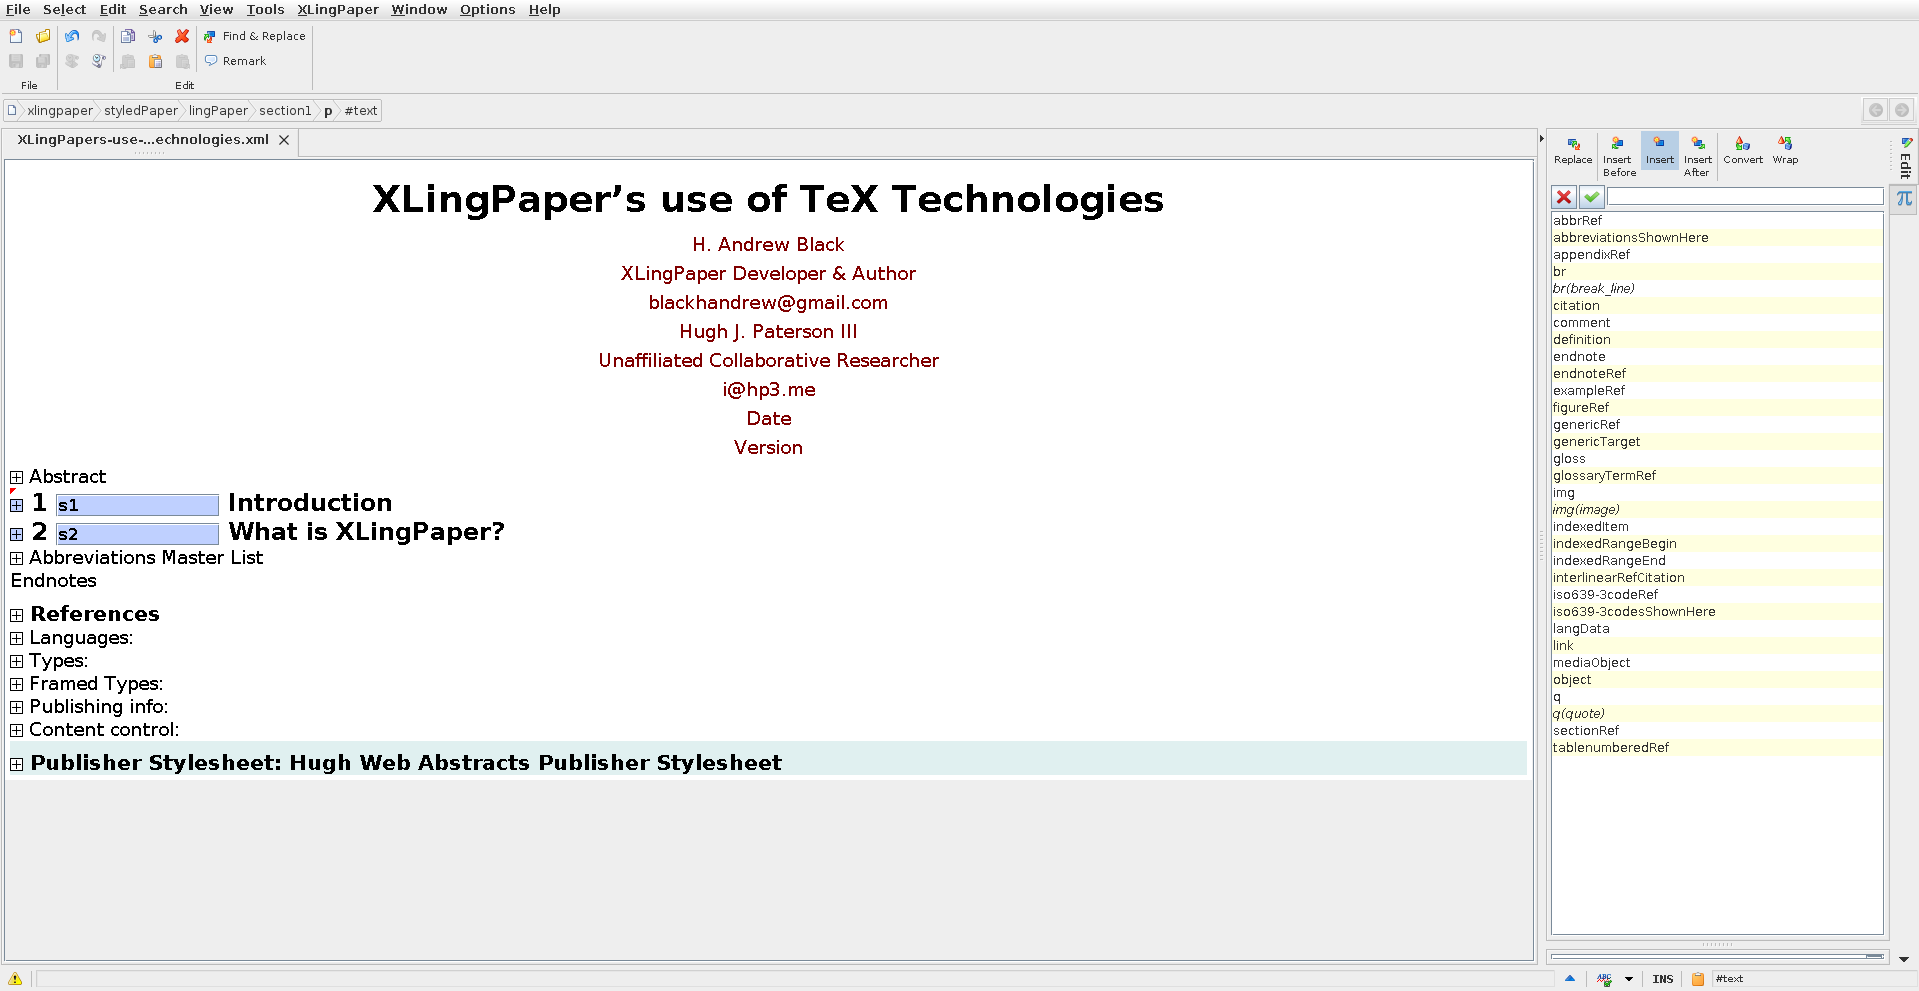 File Select Edit Search View Tools XLingPaper Window Options Help
Find & Replace
Remark
File Edit
xlingpaper styledPaper lingPaper section1 p #text
XLingPapers-use-...echnologies.xml
XLingPaper’s use of TeX Technologies
H. Andrew Black
XLingPaper Developer & Author
blackhandrew@gmail.com
Hugh J. Paterson III
Unaffiliated Collaborative Researcher
i@hp3.me
Date
Version
Abstract
1 s1 Introduction
2 s2 What is XLingPaper?
Abbreviations Master List
Endnotes
References
Languages:
Types:
Framed Types:
Publishing info:
Content control:
Publisher Stylesheet: Hugh Web Abstracts Publisher Stylesheet
Replace Insert Before Insert Insert After Convert Wrap
Edit
π
abbrRef
abbreviationsShownHere
appendixRef
br
br(break_line)
citation
comment
definition
endnote
endnoteRef
exampleRef
figureRef
genericRef
genericTarget
gloss
glossaryTermRef
img
img(image)
indexedItem
indexedRangeBegin
indexedRangeEnd
interlinearRefCitation
iso639-3codeRef
iso639-3codesShownHere
langData
link
mediaObject
object
q
q(quote)
sectionRef
tablenumberedRef
ABC INS #text